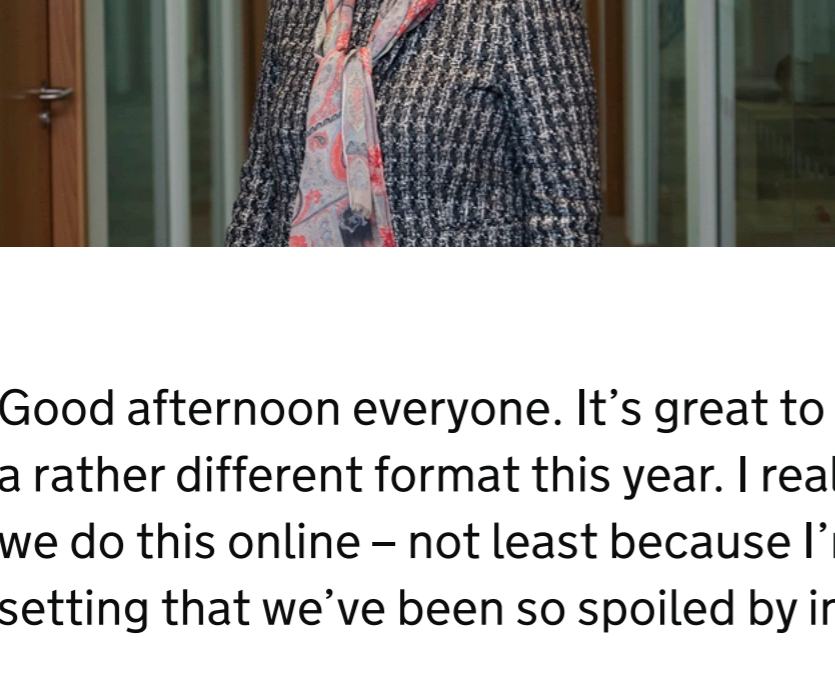 Good afternoon everyone. It’s great to
a rather different format this year. I real
we do this online – not least because I’
setting that we’ve been so spoiled by in